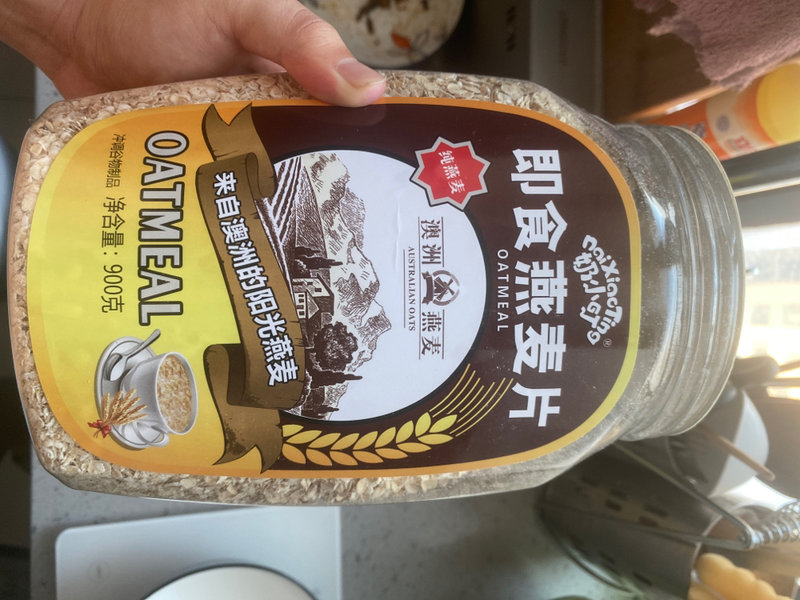 即食燕麦片
OATMEAL
纯燕麦
澳洲燕麦
AUSTRALIAN OATS
来自澳洲的阳光燕麦
OATMEAL
冲调谷物制品 净含量：900克